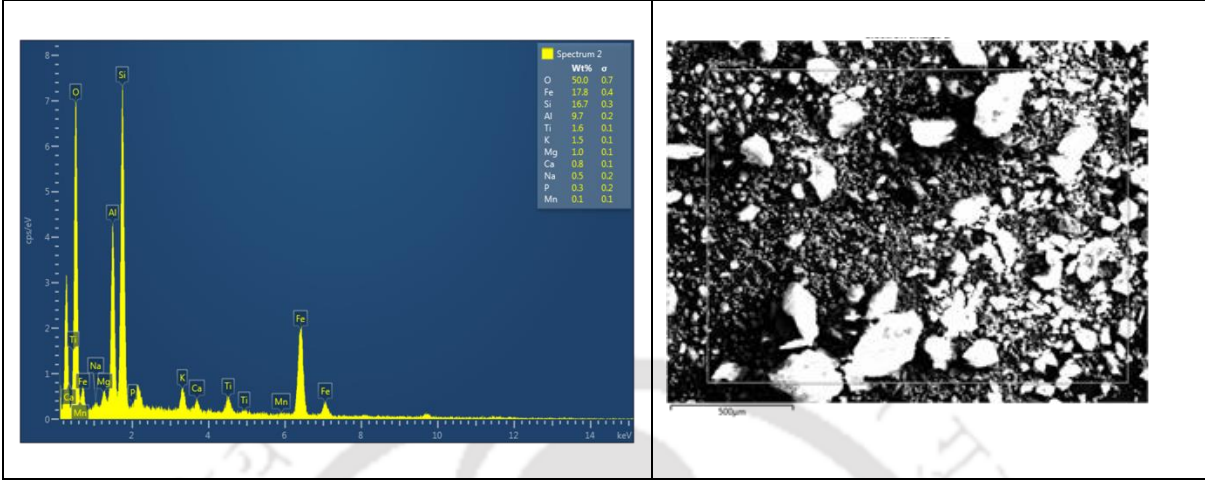 Spectrum 2
Wt% σ
O 50.0 0.7
Fe 17.8 0.4
Si 16.7 0.3
Al 9.7 0.2
Ti 1.6 0.1
K 1.5 0.1
Mg 1.0 0.1
Ca 0.8 0.1
Na 0.5 0.2
P 0.3 0.2
Mn 0.1 0.1
8
7
6
5
4
3
2
1
0
cps/eV
Si
O
Al
Ti
Na
Fe
Mg
Ca
Mn
P
K
Ca
Ti
Ti
Mn
Fe
Fe
2 4 6 8 10 12 14 keV
500µm